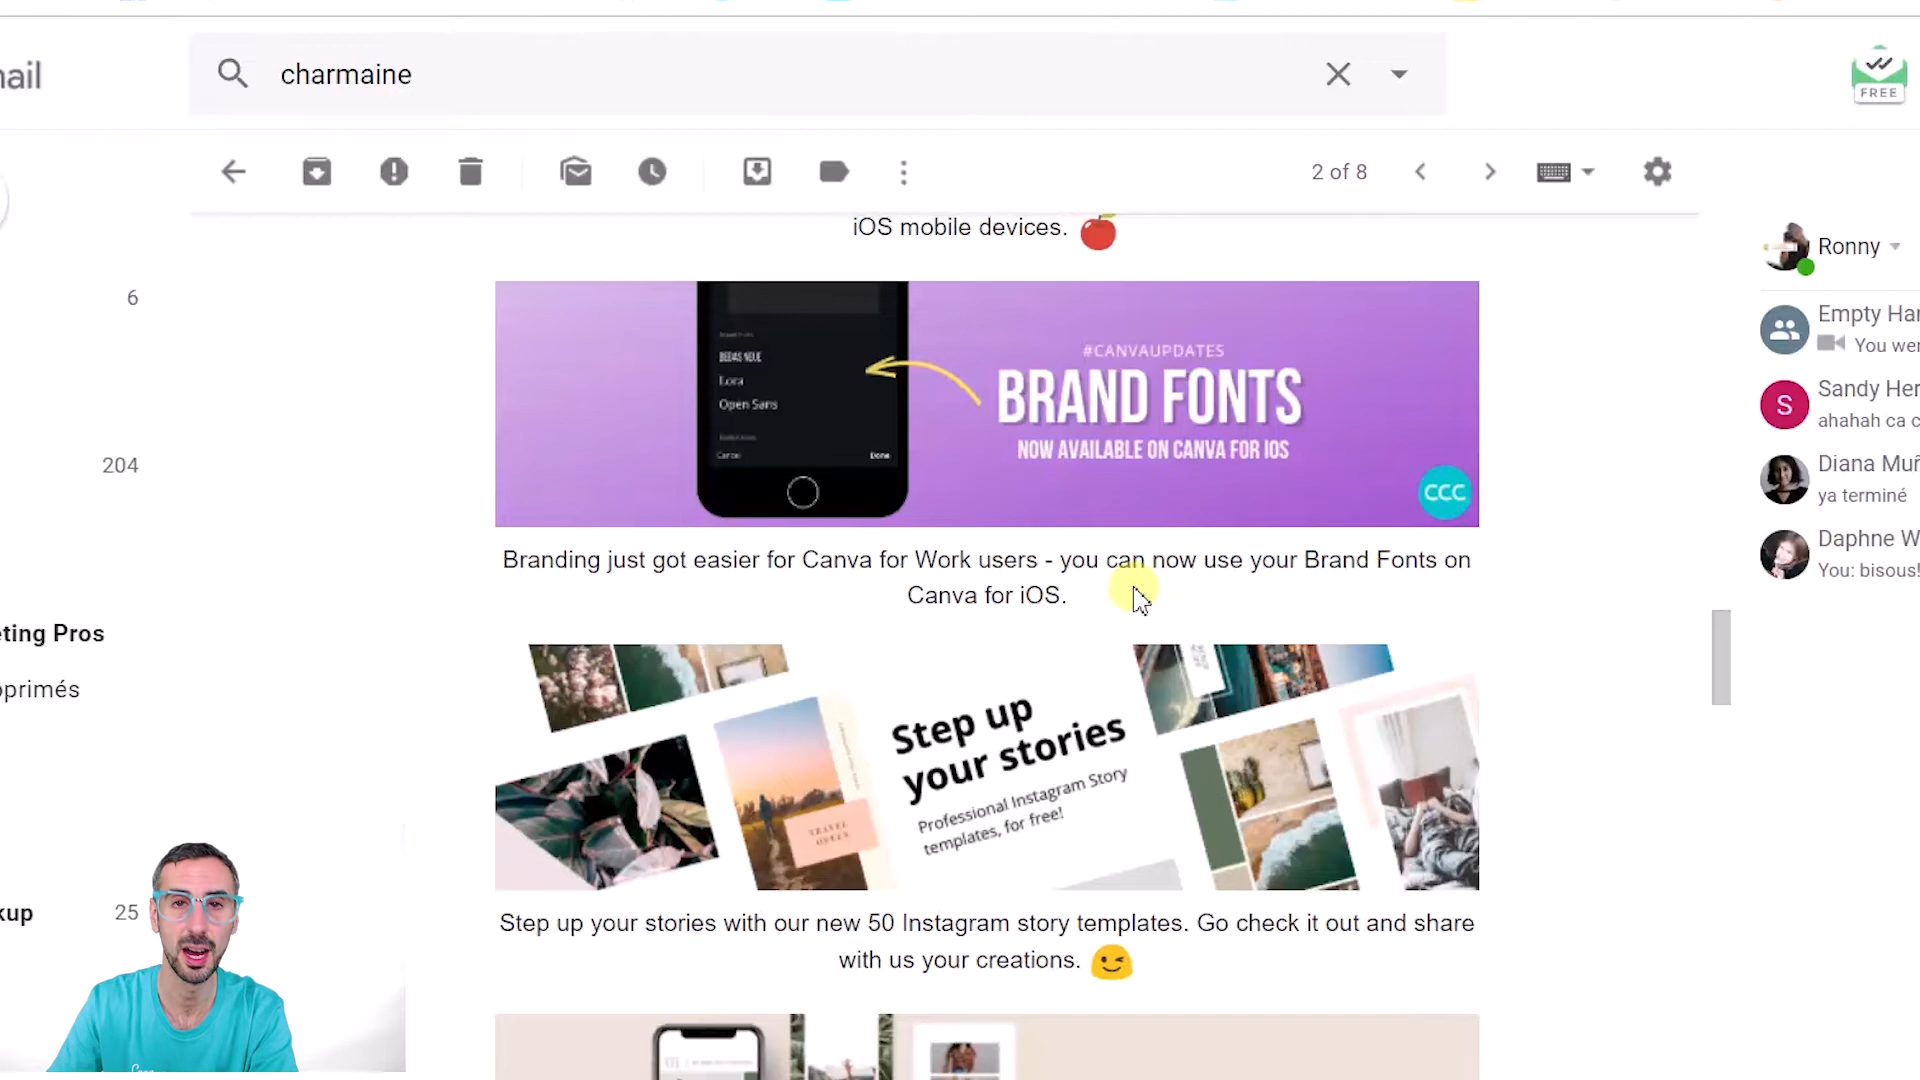 ail
charmaine
FREE
2 of 8
iOS mobile devices.
Ronny
6
Empty Har
You wer
#CANVAUPDATES
BEBAS NEUE
BRAND FONTS
Lora
Sandy Her
S
Open Sans
ahahah ca c
NOW AVAILABLE ON CANVA FOR IOS
Cancel
Done
204
Diana Muñ
CCC
ya terminé
Branding just got easier for Canva for Work users - you can now use your Brand Fonts on
Canva for iOS.
Daphne W
You: bisous!
eting Pros
primés
Step up
your stories
Professional Instagram Story
templates, for free!
TRAVEL
kup
25
Step up your stories with our new 50 Instagram story templates. Go check it out and share
with us your creations.